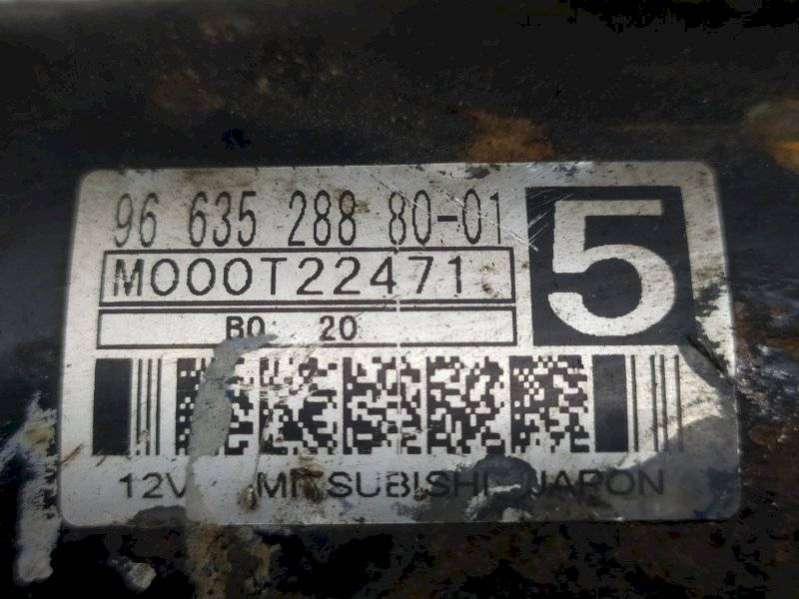 96 635 288 80-01
5
M000T22471
B0 20
12V MITSUBISHI JAPON